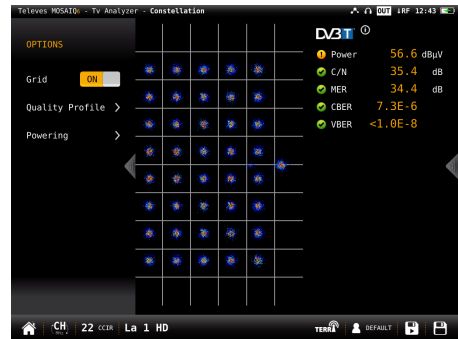 Televes MOSAIQ6 - Tv Analyzer - Constellation OUT ↓RF 12:43
OPTIONS
Grid ON
Quality Profile >
Powering >
DVB T
Power 56.6 dBµV
C/N 35.4 dB
MER 34.4 dB
CBER 7.3E-6
VBER <1.0E-8
CH 22 CCIR La 1 HD TERR DEFAULT